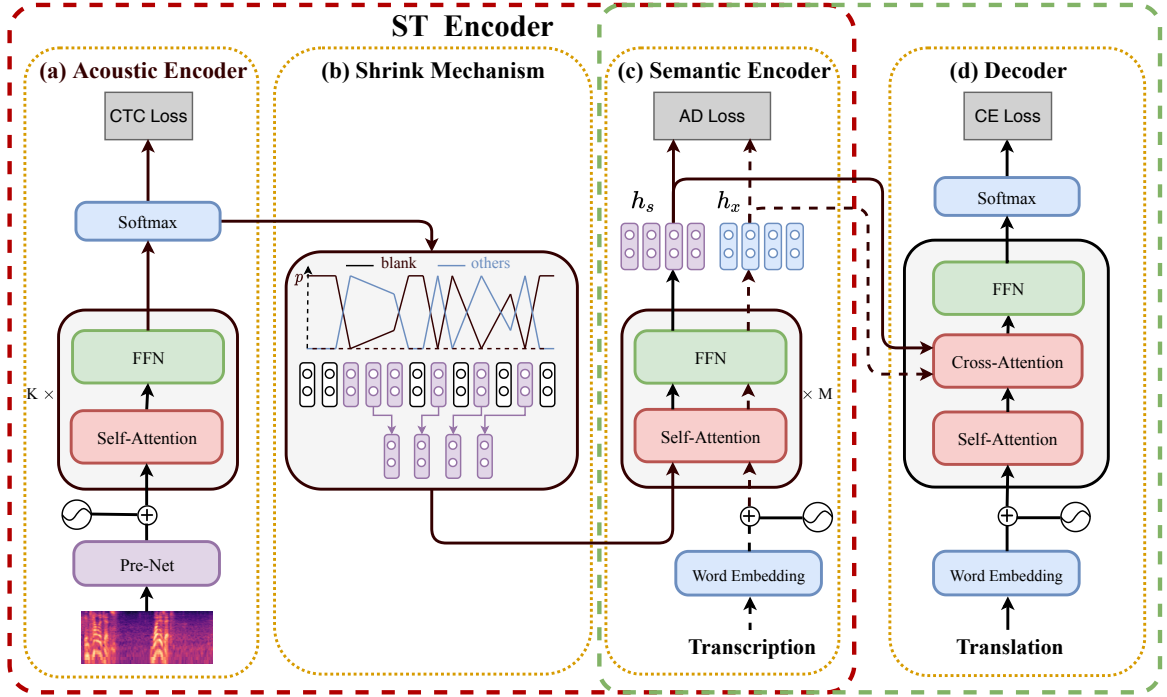 ST Encoder
(a) Acoustic Encoder
CTC Loss
Softmax
K ×
FFN
Self-Attention
Pre-Net
(b) Shrink Mechanism
p
blank
others
(c) Semantic Encoder
AD Loss
h_s
h_x
FFN
× M
Self-Attention
Word Embedding
Transcription
(d) Decoder
CE Loss
Softmax
FFN
Cross-Attention
Self-Attention
Word Embedding
Translation